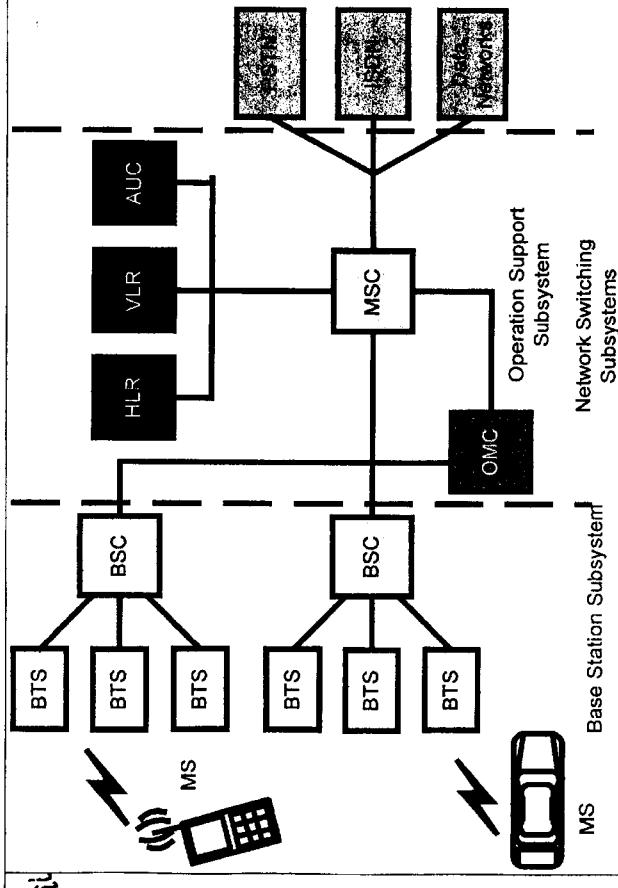 MS
MS
BTS
BTS
BTS
BTS
BTS
BTS
BSC
BSC
Base Station Subsystem
HLR
VLR
AUC
OMC
MSC
Operation Support
Subsystem
Network Switching
Subsystems
PSTN
ISDN
Data
Networks